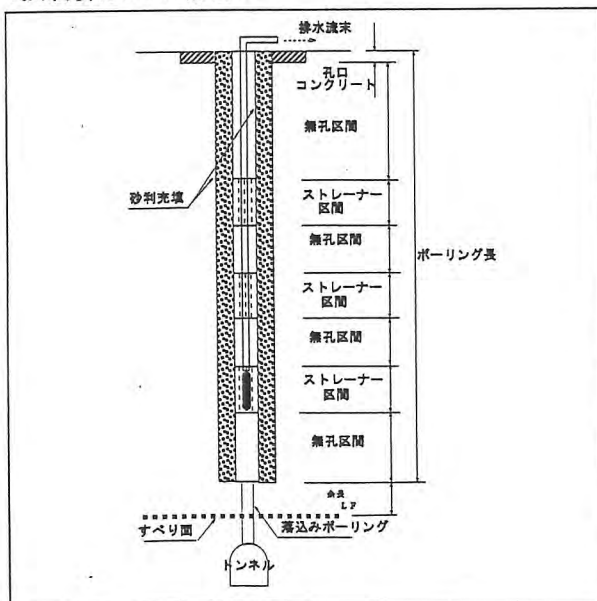 排水流末
孔口
コンクリート
無孔区間
砂利充填
ストレーナー
区間
無孔区間
ボーリング長
ストレーナー
区間
無孔区間
ストレーナー
区間
無孔区間
余長
LF
すべり面
落込みボーリング
トンネル